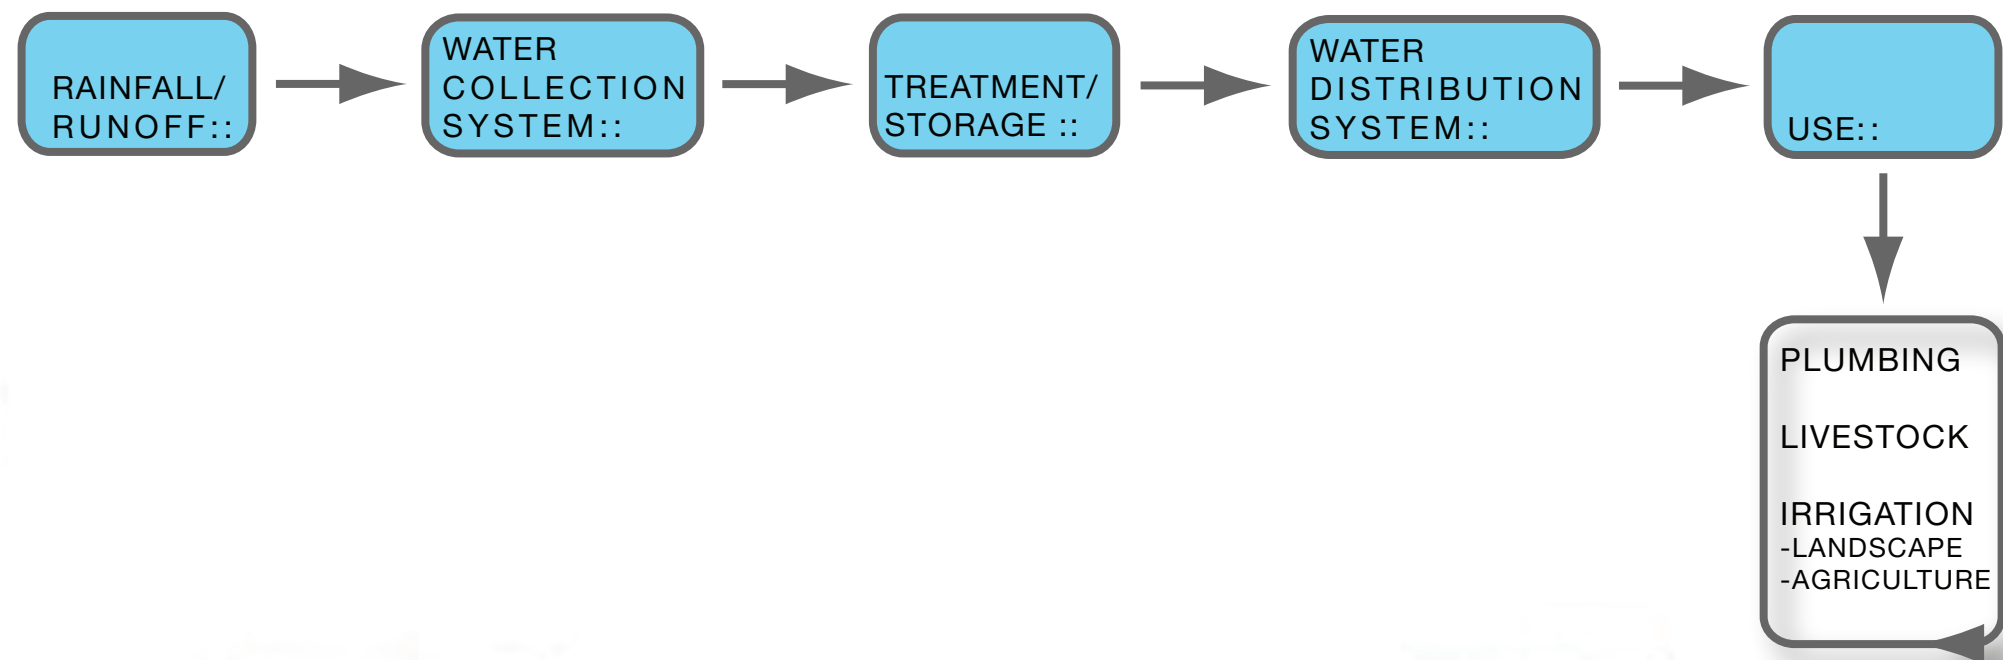 RAINFALL/
RUNOFF::
WATER
COLLECTION
SYSTEM::
TREATMENT/
STORAGE ::
WATER
DISTRIBUTION
SYSTEM::
USE::
PLUMBING
LIVESTOCK
IRRIGATION
-LANDSCAPE
-AGRICULTURE